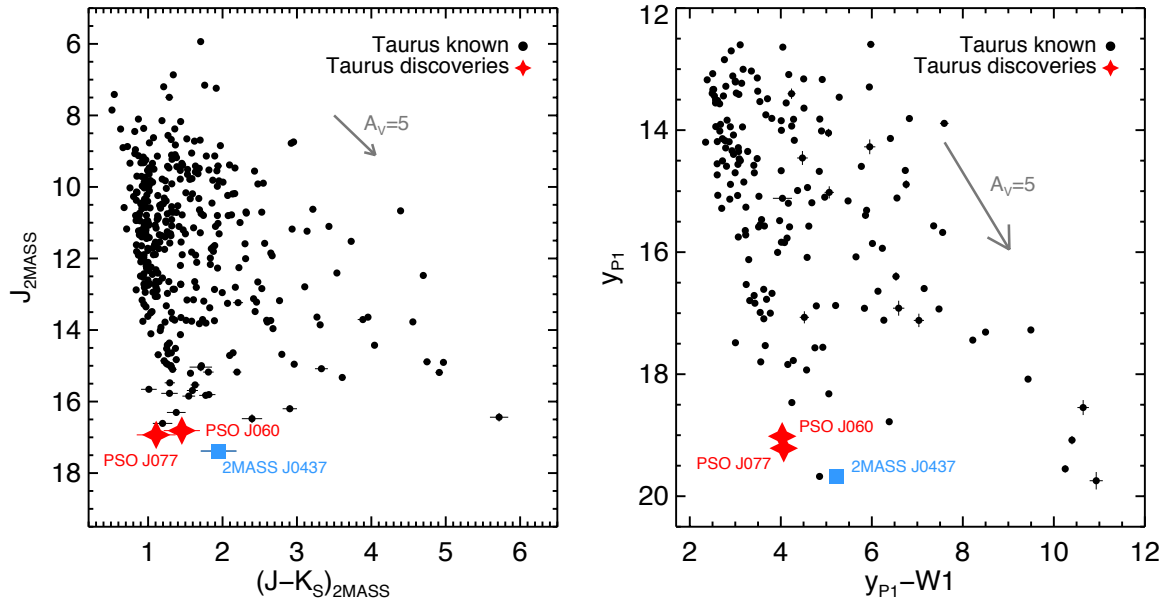 Taurus known
Taurus discoveries
A_V=5
PSO J060
PSO J077
2MASS J0437
6
8
10
12
14
16
18
J_2MASS
1 2 3 4 5 6
(J−K_S)_2MASS
Taurus known
Taurus discoveries
A_V=5
PSO J060
PSO J077
2MASS J0437
12
14
16
18
20
y_P1
2 4 6 8 10 12
y_P1−W1